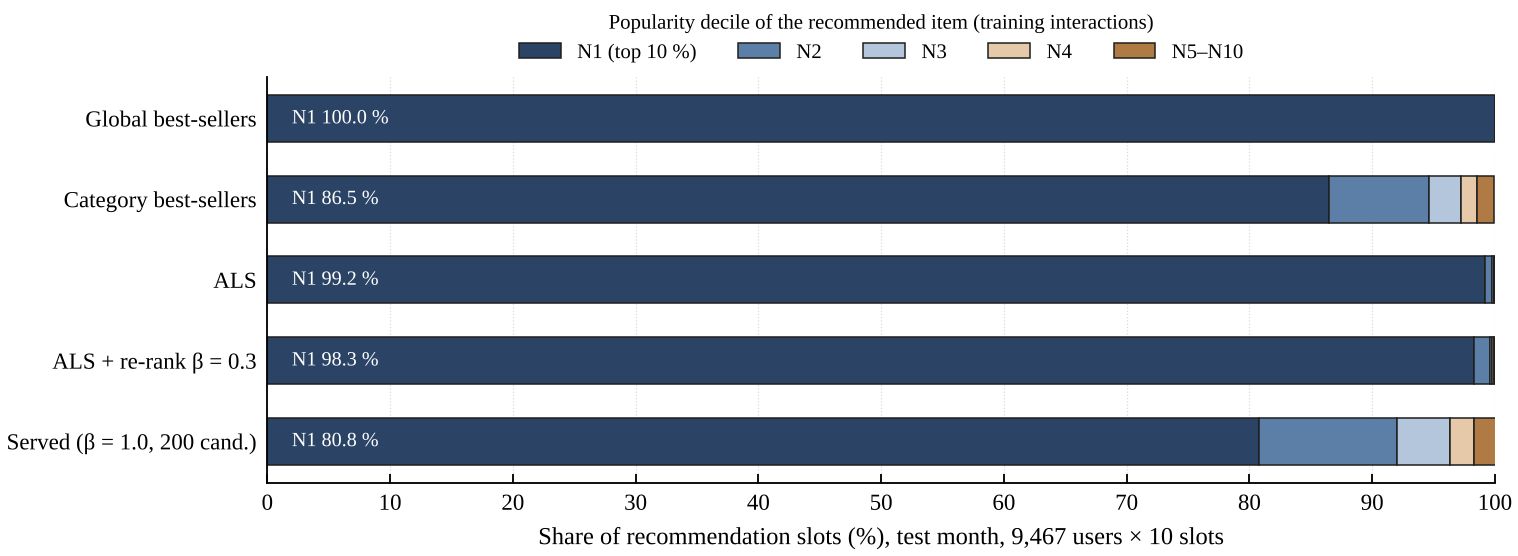 Popularity decile of the recommended item (training interactions)
N1 (top 10 %) N2 N3 N4 N5–N10
Global best-sellers N1 100.0 %
Category best-sellers N1 86.5 %
ALS N1 99.2 %
ALS + re-rank β = 0.3 N1 98.3 %
Served (β = 1.0, 200 cand.) N1 80.8 %
0 10 20 30 40 50 60 70 80 90 100
Share of recommendation slots (%), test month, 9,467 users × 10 slots